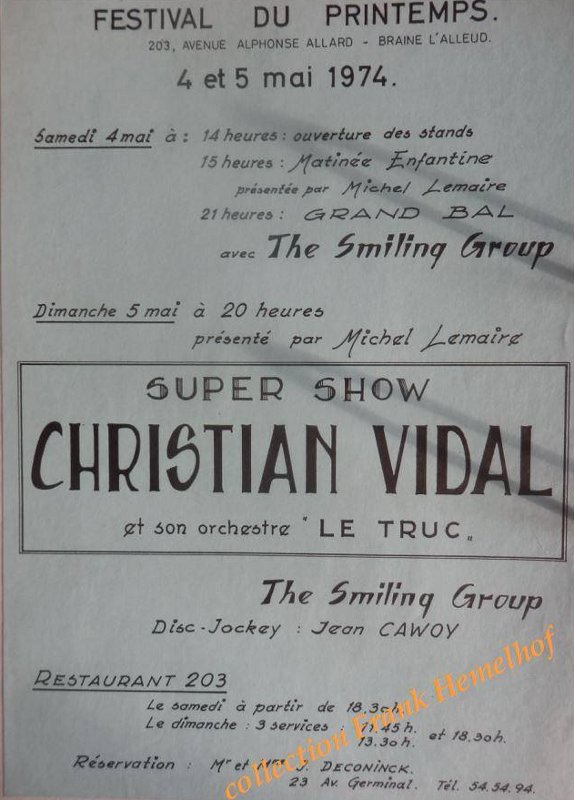 FESTIVAL DU PRINTEMPS.
203, AVENUE ALPHONSE ALLARD - BRAINE L'ALLEUD.
4 et 5 mai 1974.
Samedi 4 mai à : 14 heures : ouverture des stands
15 heures : Matinée Enfantine
présentée par Michel Lemaire
21 heures : GRAND BAL
avec The Smiling Group
Dimanche 5 mai à 20 heures
présenté par Michel Lemaire
SUPER SHOW
CHRISTIAN VIDAL
et son orchestre " LE TRUC „
The Smiling Group
Disc-Jockey : Jean CAWOY
RESTAURANT 203
Le samedi à partir de 18.30h.
Le dimanche : 3 services : 11.45 h.
13.30 h. et 18.30h.
Réservation : Mr et Mme J. DECONINCK.
23 Av. Germinal. Tél. 54.54.94.
collection Frank Hemelhof